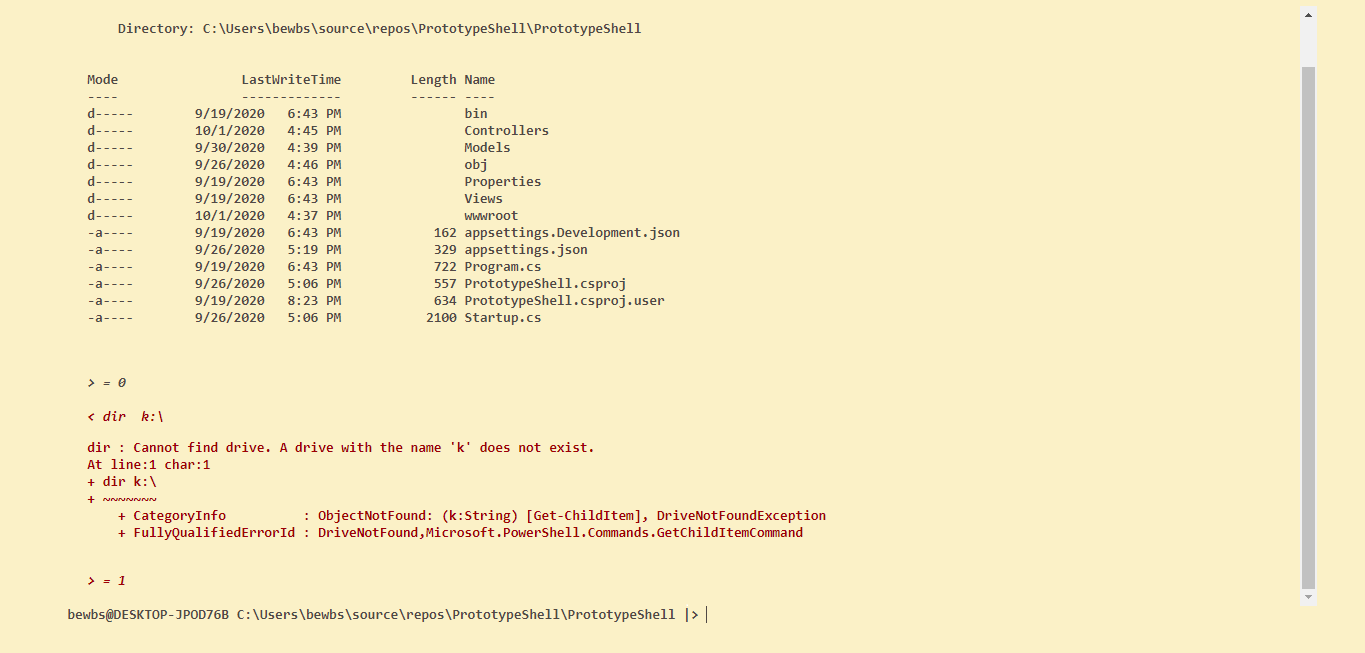 Directory: C:\Users\bewbs\source\repos\PrototypeShell\PrototypeShell
Mode LastWriteTime Length Name
---- ------------- ------ ----
d----- 9/19/2020 6:43 PM bin
d----- 10/1/2020 4:45 PM Controllers
d----- 9/30/2020 4:39 PM Models
d----- 9/26/2020 4:46 PM obj
d----- 9/19/2020 6:43 PM Properties
d----- 9/19/2020 6:43 PM Views
d----- 10/1/2020 4:37 PM wwwroot
-a---- 9/19/2020 6:43 PM 162 appsettings.Development.json
-a---- 9/26/2020 5:19 PM 329 appsettings.json
-a---- 9/19/2020 6:43 PM 722 Program.cs
-a---- 9/26/2020 5:06 PM 557 PrototypeShell.csproj
-a---- 9/19/2020 8:23 PM 634 PrototypeShell.csproj.user
-a---- 9/26/2020 5:06 PM 2100 Startup.cs
> = 0
< dir  k:\
dir : Cannot find drive. A drive with the name 'k' does not exist.
At line:1 char:1
+ dir k:\
+ ~~~~~~~
+ CategoryInfo : ObjectNotFound: (k:String) [Get-ChildItem], DriveNotFoundException
+ FullyQualifiedErrorId : DriveNotFound,Microsoft.PowerShell.Commands.GetChildItemCommand
> = 1
bewbs@DESKTOP-JPOD76B C:\Users\bewbs\source\repos\PrototypeShell\PrototypeShell |>